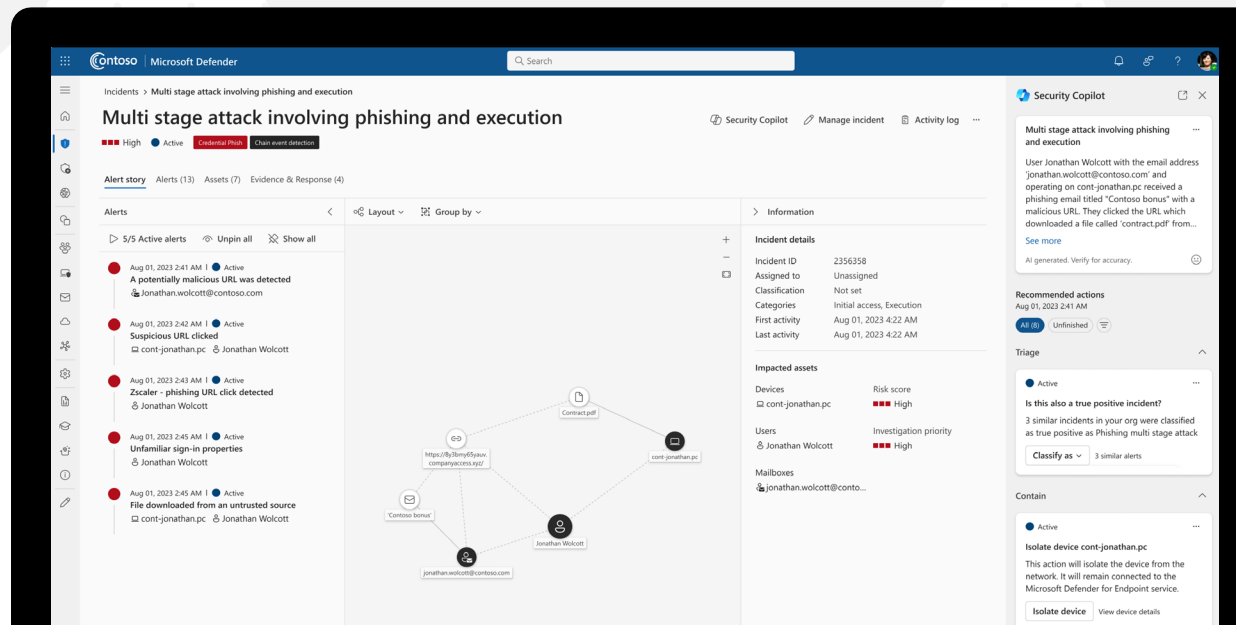 Contoso | Microsoft Defender
Search
Incidents > Multi stage attack involving phishing and execution
Multi stage attack involving phishing and execution
Security Copilot
Manage incident
Activity log
High
Active
Credential Phish
Chain event detection
Alert story
Alerts (13)
Assets (7)
Evidence & Response (4)
Alerts
5/5 Active alerts
Unpin all
Show all
Aug 01, 2023 2:41 AM | Active
A potentially malicious URL was detected
Jonathan.wolcott@contoso.com
Aug 01, 2023 2:42 AM | Active
Suspicious URL clicked
cont-jonathan.pc Jonathan Wolcott
Aug 01, 2023 2:43 AM | Active
Zscaler - phishing URL click detected
Jonathan Wolcott
Aug 01, 2023 2:45 AM | Active
Unfamiliar sign-in properties
Jonathan Wolcott
Aug 01, 2023 2:45 AM | Active
File downloaded from an untrusted source
cont-jonathan.pc Jonathan Wolcott
Layout
Group by
Contract.pdf
https://8y3bmy65yauv.
companyaccess.xyz/
cont-jonathan.pc
'Contoso bonus'
Jonathan Wolcott
jonathan.wolcott@contoso.com
Information
Incident details
Incident ID 2356358
Assigned to Unassigned
Classification Not set
Categories Initial access, Execution
First activity Aug 01, 2023 4:22 AM
Last activity Aug 01, 2023 4:22 AM
Impacted assets
Devices Risk score
cont-jonathan.pc High
Users Investigation priority
Jonathan Wolcott High
Mailboxes
jonathan.wolcott@conto...
Security Copilot
Multi stage attack involving phishing
and execution
User Jonathan Wolcott with the email address
'jonathan.wolcott@contoso.com' and
operating on cont-jonathan.pc received a
phishing email titled "Contoso bonus" with a
malicious URL. They clicked the URL which
downloaded a file called 'contract.pdf' from...
See more
AI generated. Verify for accuracy.
Recommended actions
Aug 01, 2023 2:41 AM
All (8)
Unfinished
Triage
Active
Is this also a true positive incident?
3 similar incidents in your org were classified
as true positive as Phishing multi stage attack
Classify as
3 similar alerts
Contain
Active
Isolate device cont-jonathan.pc
This action will isolate the device from the
network. It will remain connected to the
Microsoft Defender for Endpoint service.
Isolate device
View device details